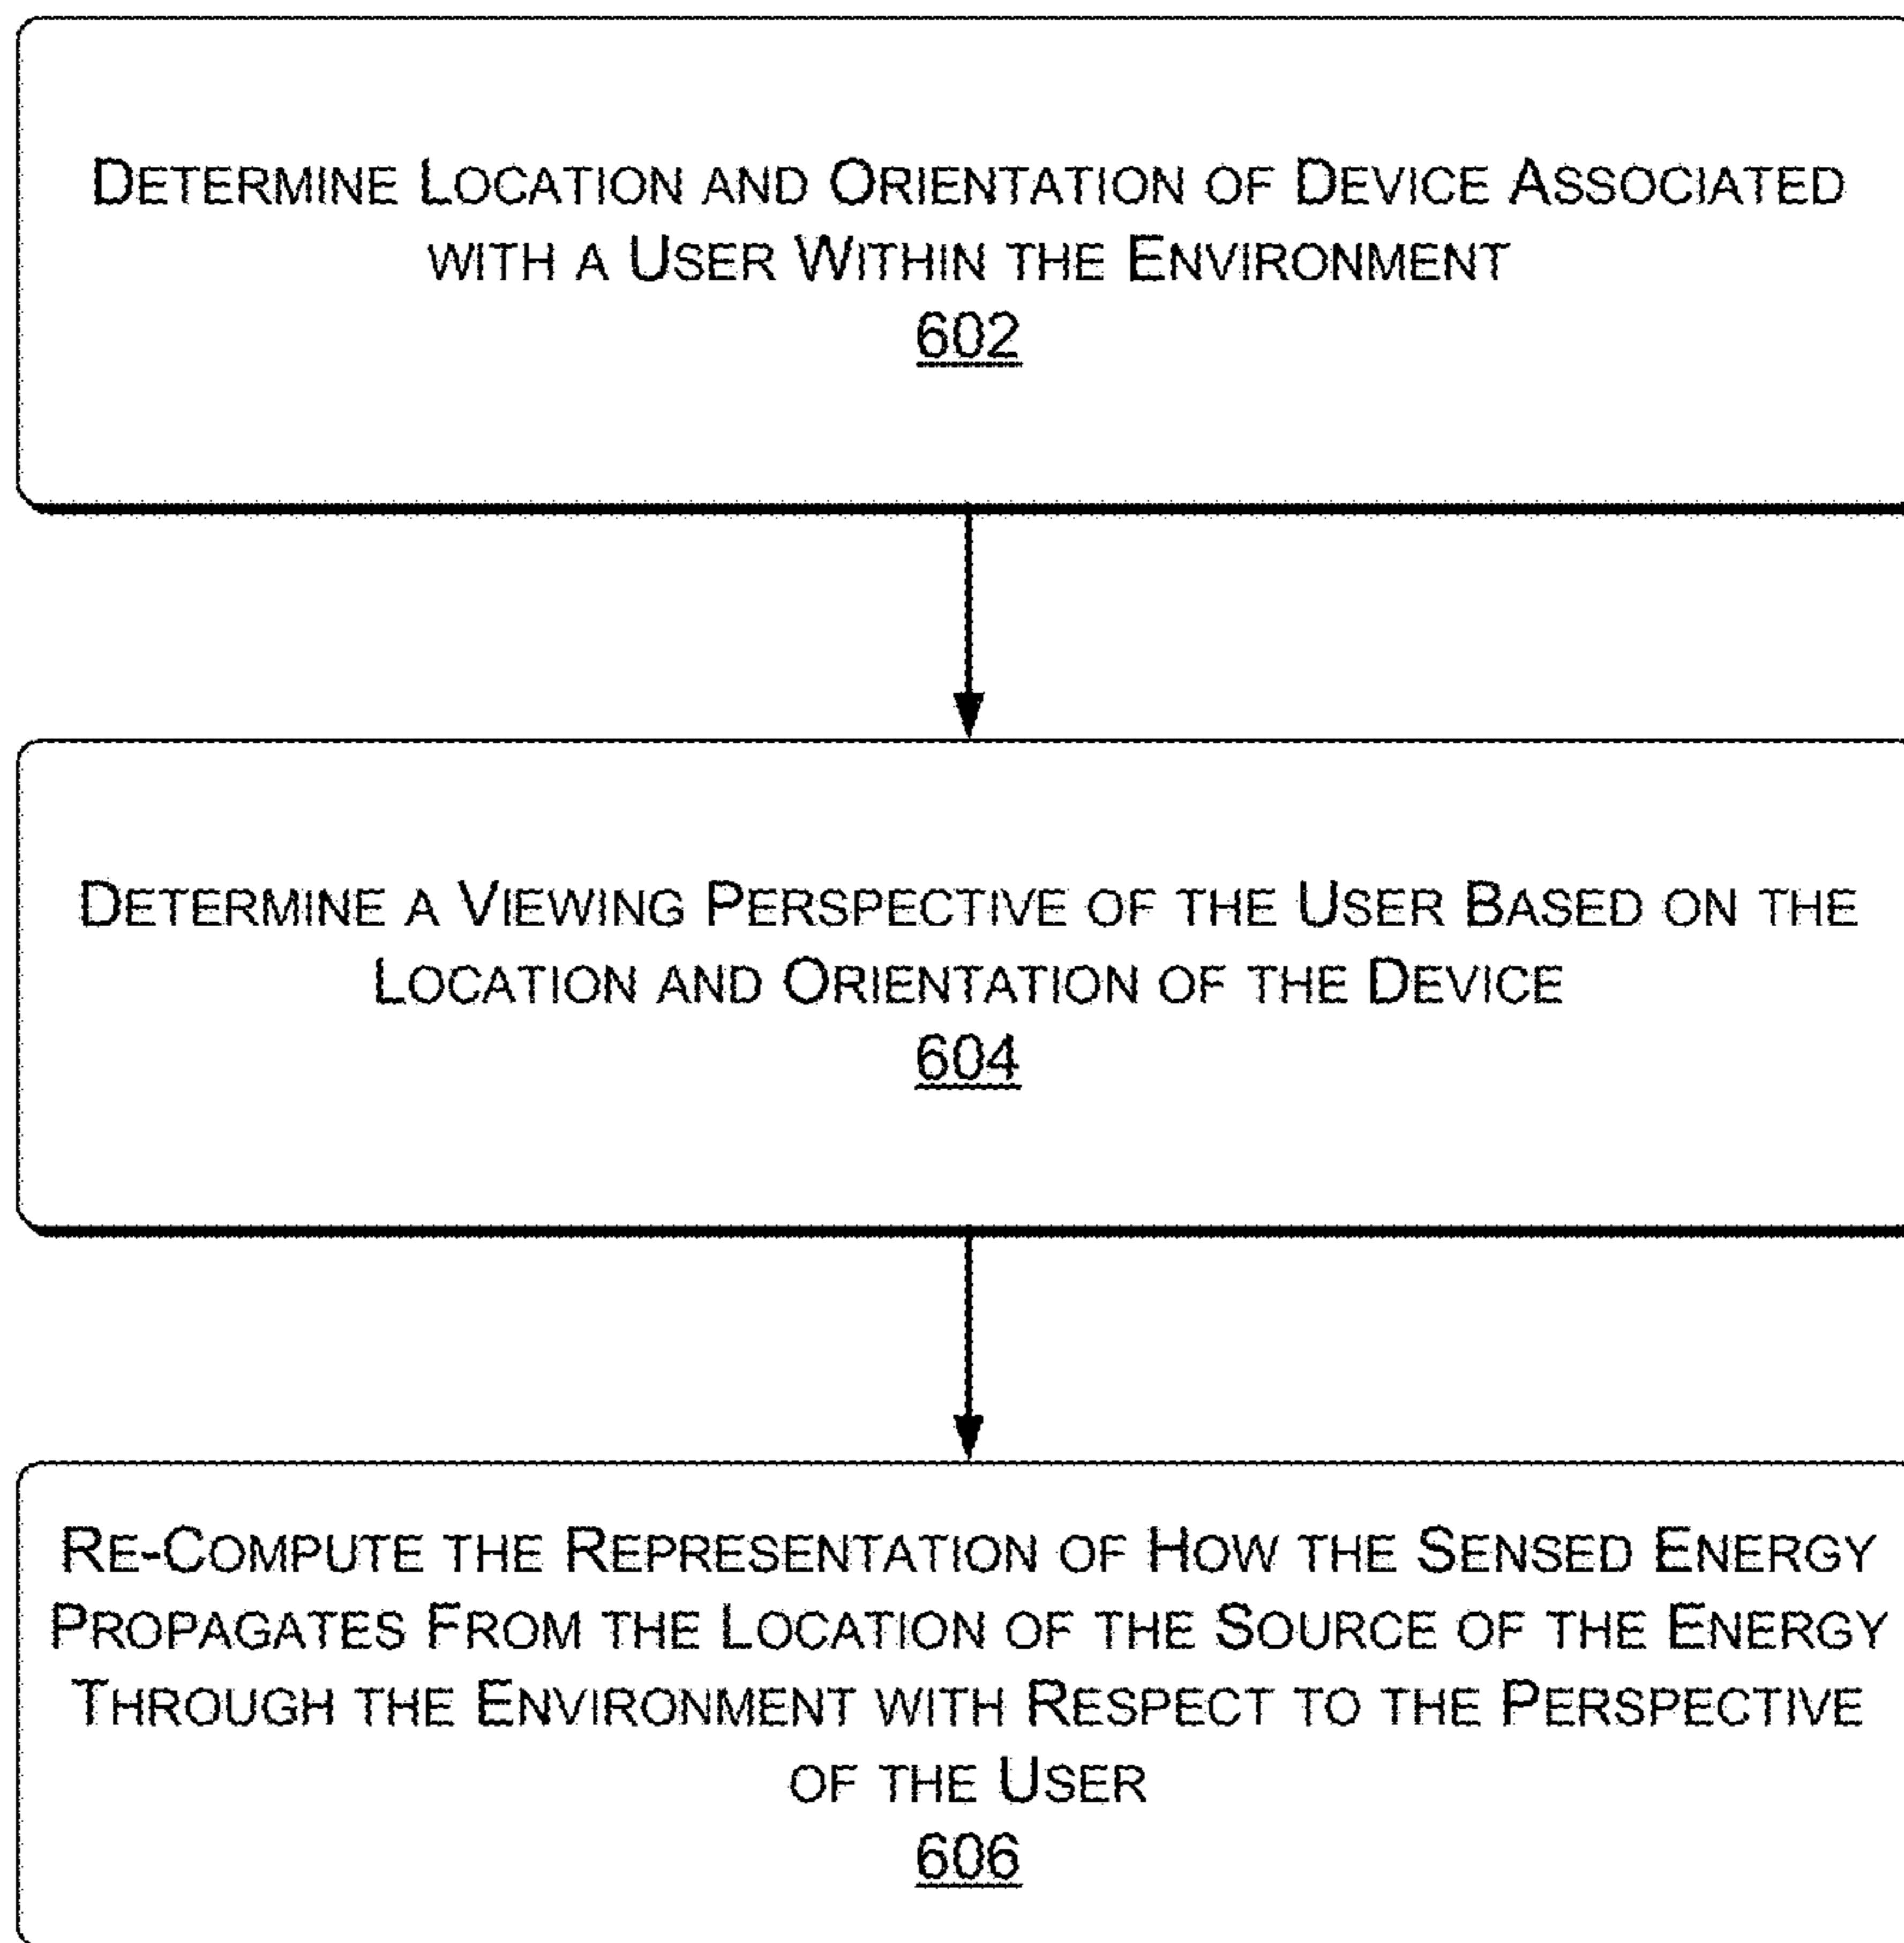 Determine Location and Orientation of Device Associated
with a User Within the Environment
602
Determine a Viewing Perspective of the User Based on the
Location and Orientation of the Device
604
Re-Compute the Representation of How the Sensed Energy
Propagates From the Location of the Source of the Energy
Through the Environment with Respect to the Perspective
of the User
606